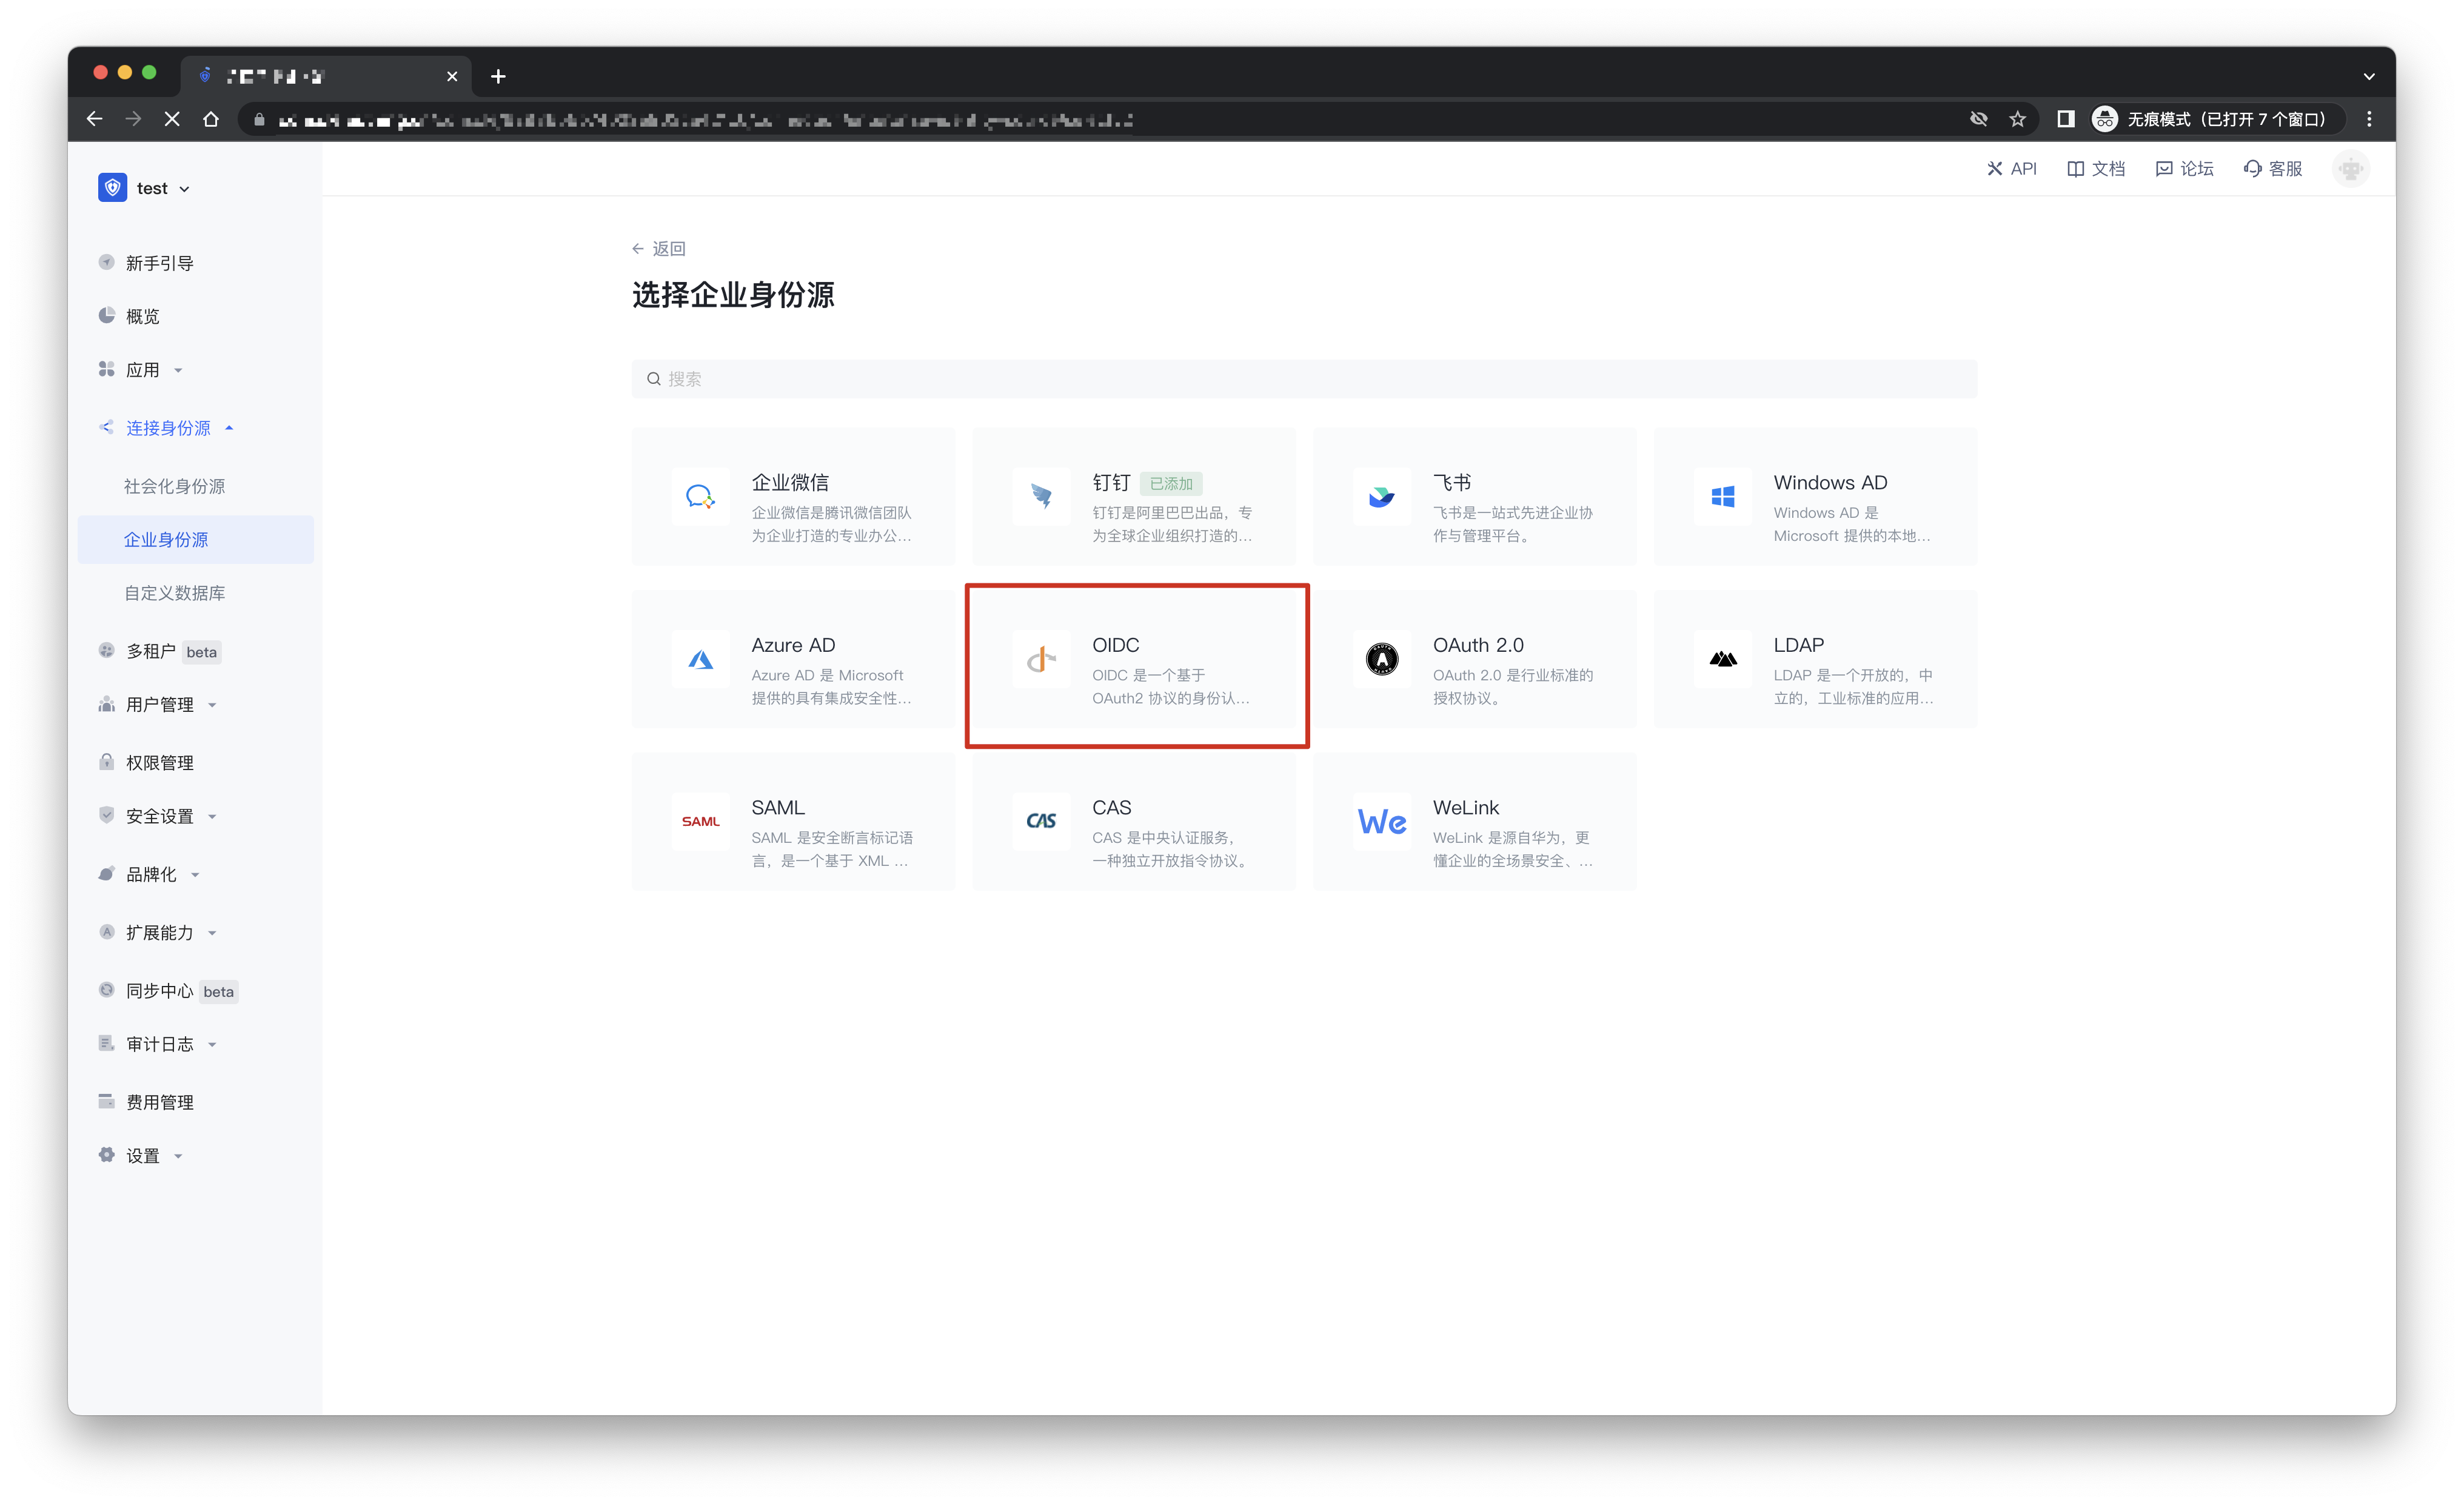 无痕模式（已打开 7 个窗口）
test
API
文档
论坛
客服
新手引导
概览
应用
连接身份源
社会化身份源
企业身份源
自定义数据库
多租户 beta
用户管理
权限管理
安全设置
品牌化
扩展能力
同步中心 beta
审计日志
费用管理
设置
返回
选择企业身份源
搜索
企业微信
企业微信是腾讯微信团队
为企业打造的专业办公...
钉钉 已添加
钉钉是阿里巴巴出品，专
为全球企业组织打造的...
飞书
飞书是一站式先进企业协
作与管理平台。
Windows AD
Windows AD 是
Microsoft 提供的本地...
Azure AD
Azure AD 是 Microsoft
提供的具有集成安全性...
OIDC
OIDC 是一个基于
OAuth2 协议的身份认...
OAuth 2.0
OAuth 2.0 是行业标准的
授权协议。
LDAP
LDAP 是一个开放的，中
立的，工业标准的应用...
SAML
SAML
SAML 是安全断言标记语
言，是一个基于 XML ...
CAS
CAS
CAS 是中央认证服务，
一种独立开放指令协议。
We
WeLink
WeLink 是源自华为，更
懂企业的全场景安全、...